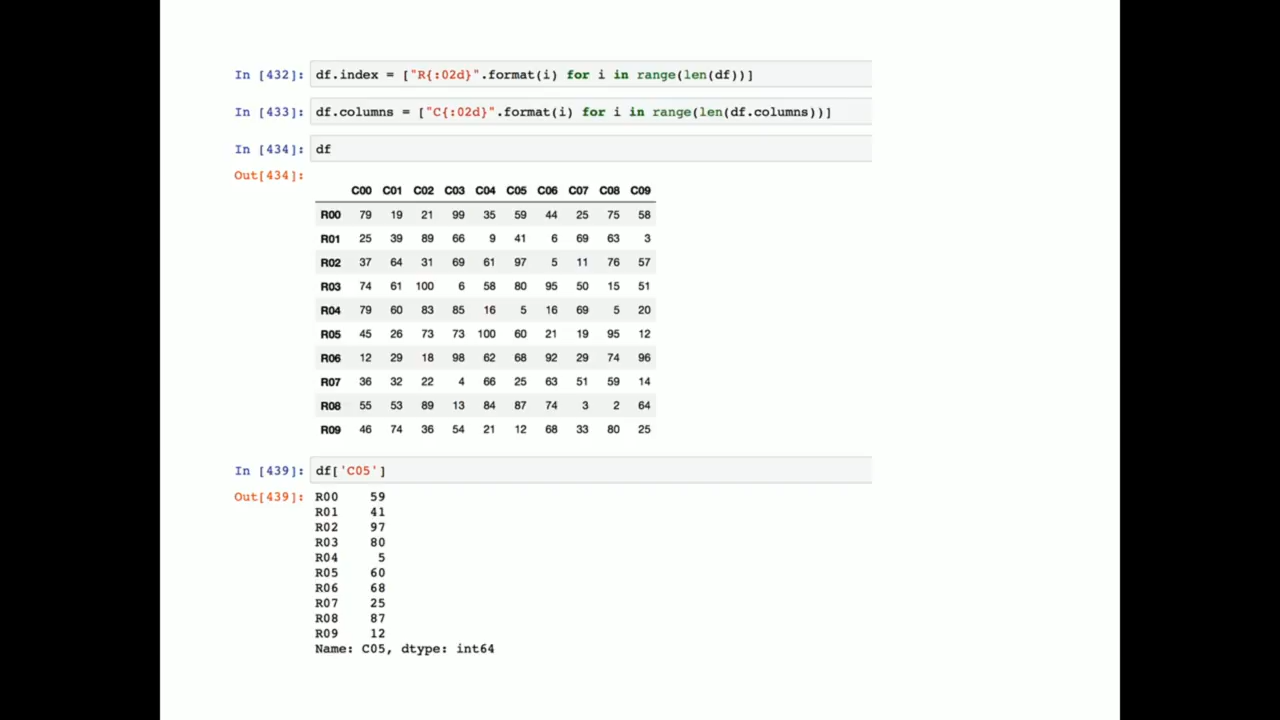 In [432]: df.index = ["R{:02d}".format(i) for i in range(len(df))]
In [433]: df.columns = ["C{:02d}".format(i) for i in range(len(df.columns))]
In [434]: df
Out[434]:
C00 C01 C02 C03 C04 C05 C06 C07 C08 C09
R00 79 19 21 99 35 59 44 25 75 58
R01 25 39 89 66 9 41 6 69 63 3
R02 37 64 31 69 61 97 5 11 76 57
R03 74 61 100 6 58 80 95 50 15 51
R04 79 60 83 85 16 5 16 69 5 20
R05 45 26 73 73 100 60 21 19 95 12
R06 12 29 18 98 62 68 92 29 74 96
R07 36 32 22 4 66 25 63 51 59 14
R08 55 53 89 13 84 87 74 3 2 64
R09 46 74 36 54 21 12 68 33 80 25
In [439]: df['C05']
Out[439]: R00 59
R01 41
R02 97
R03 80
R04 5
R05 60
R06 68
R07 25
R08 87
R09 12
Name: C05, dtype: int64